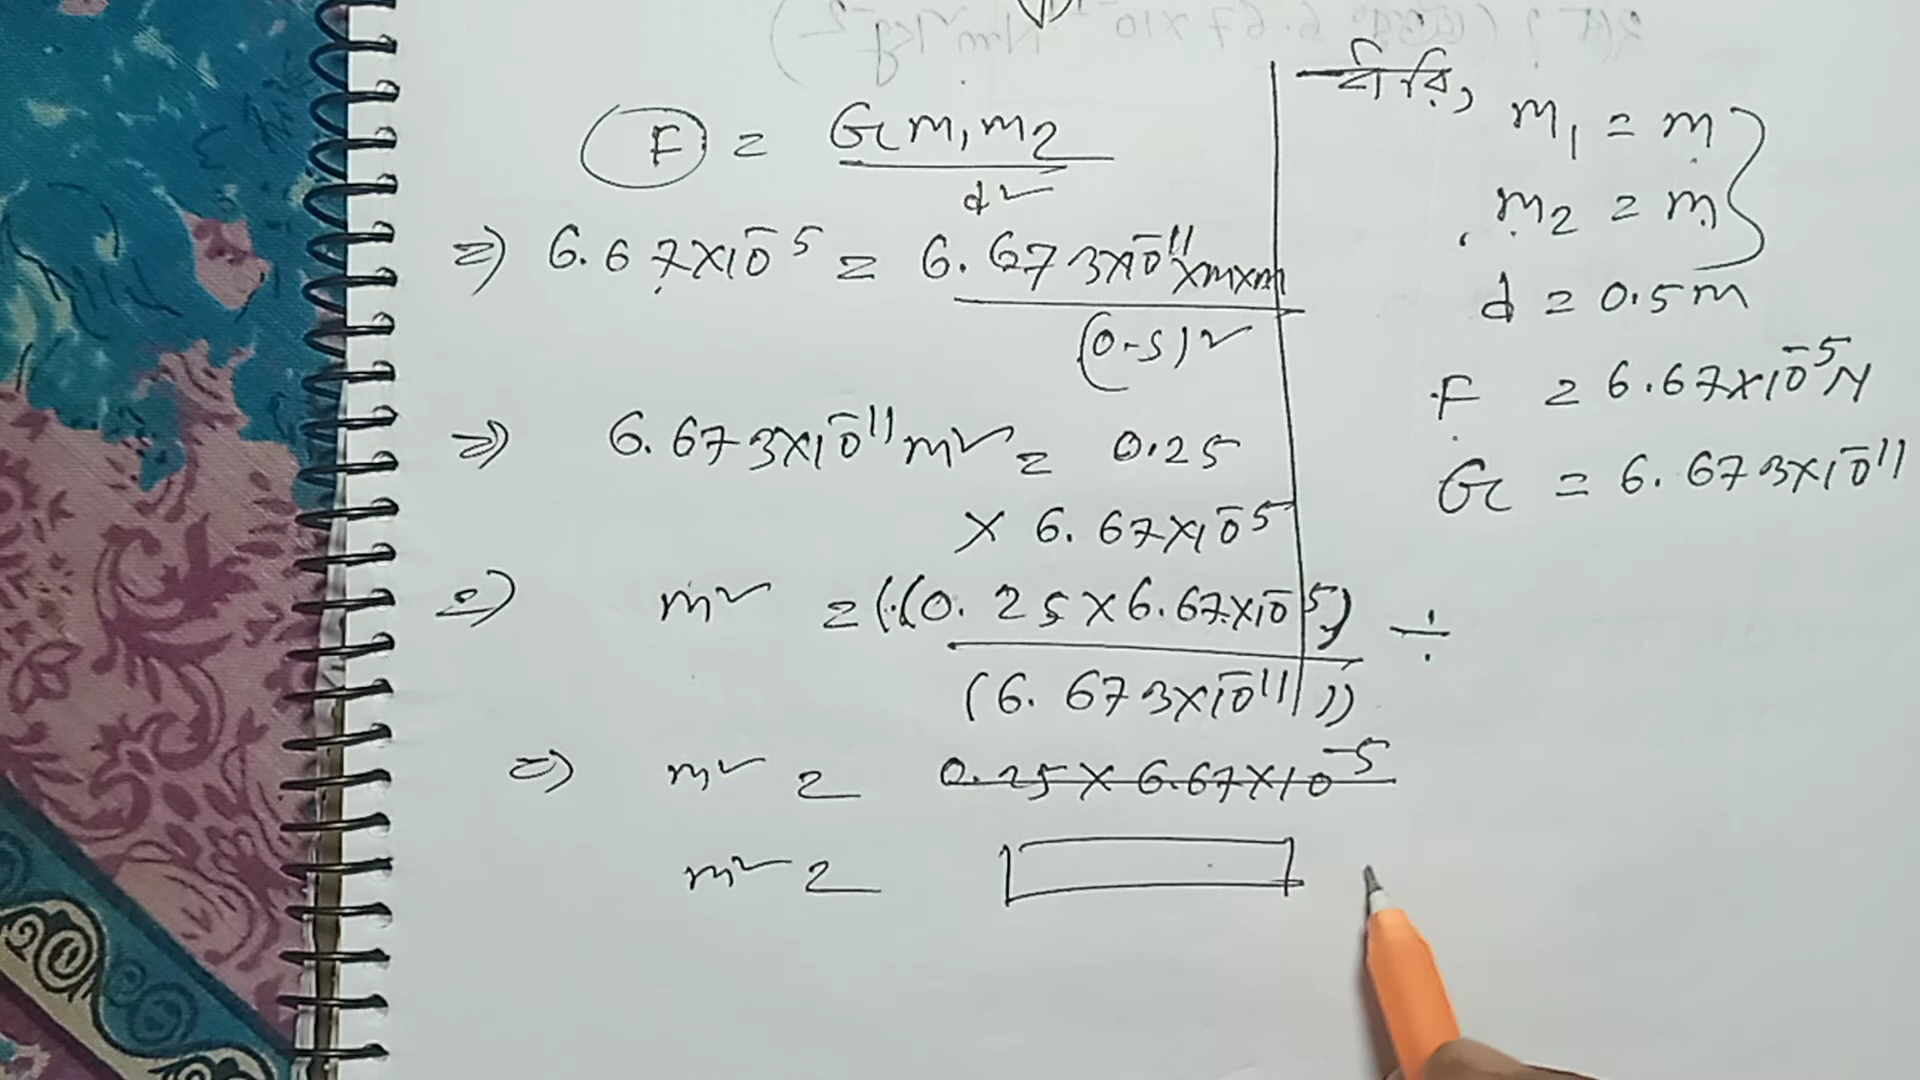 F = Gm₁m₂/d²
⇒ 6.67×10⁻⁵ = 6.673×10⁻¹¹×m×m/(0.5)²
⇒ 6.673×10⁻¹¹m² = 0.25
× 6.67×10⁻⁵
⇒ m² = ((0.25×6.67×10⁻⁵) ÷
(6.673×10⁻¹¹))
⇒ m² = 0.25×6.67×10⁻⁵
m² =
ধরি,
m₁ = m
m₂ = m
d = 0.5m
F = 6.67×10⁻⁵N
G = 6.673×10⁻¹¹